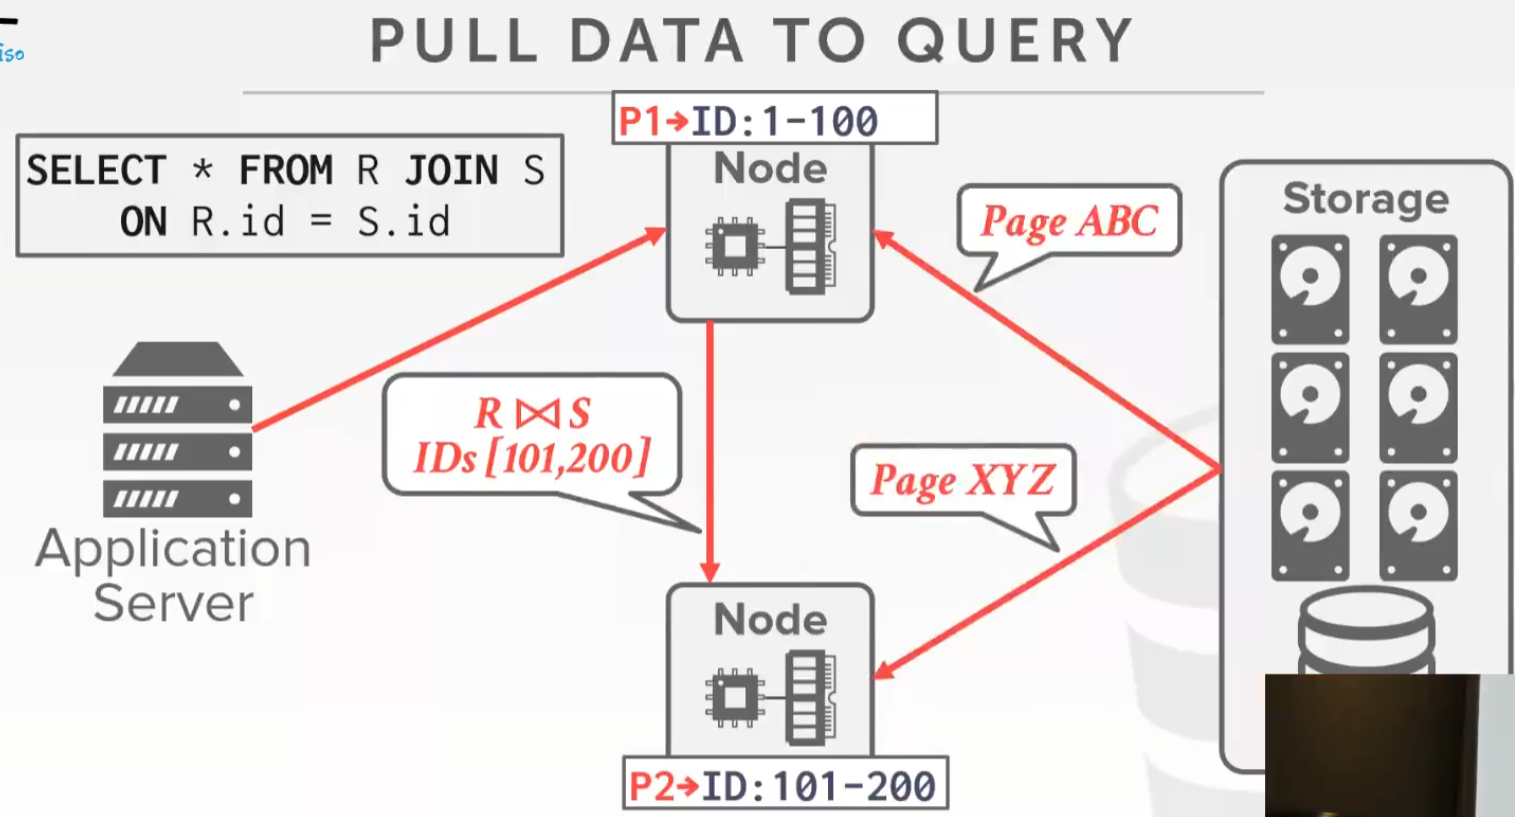 PULL DATA TO QUERY
iso
SELECT * FROM R JOIN S
ON R.id = S.id
P1→ID:1-100
Node
Page ABC
Storage
R ⋈ S
IDs [101,200]
Page XYZ
Application
Server
Node
P2→ID:101-200